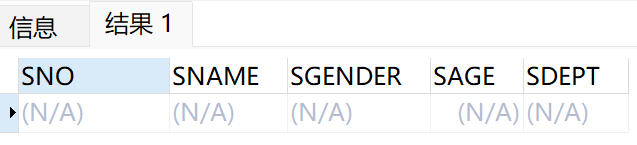 信息 结果 1
SNO SNAME SGENDER SAGE SDEPT
(N/A) (N/A) (N/A) (N/A) (N/A)